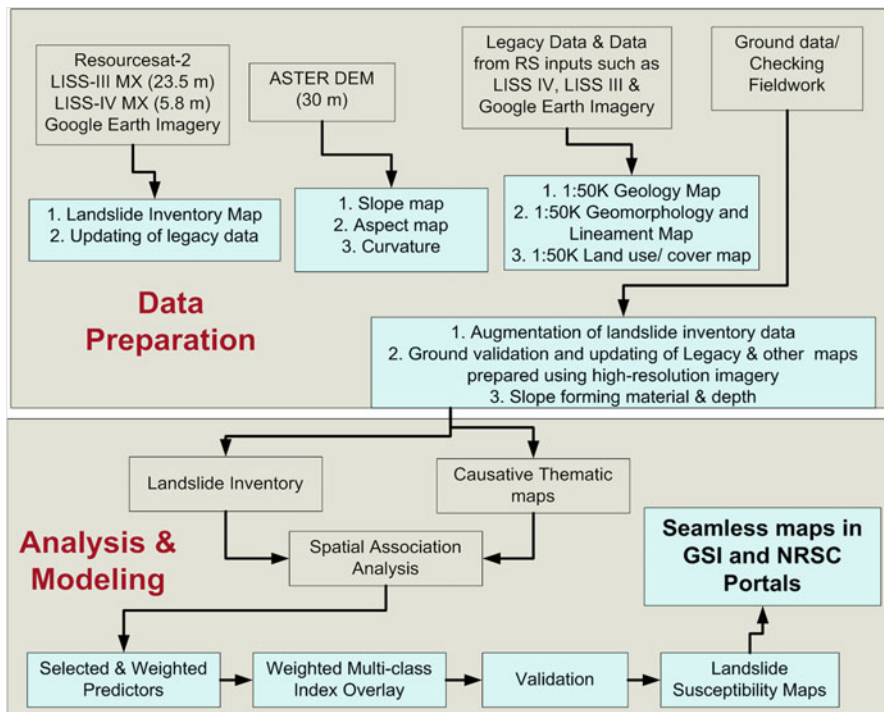 Resourcesat-2
LISS-III MX (23.5 m)
LISS-IV MX (5.8 m)
Google Earth Imagery
ASTER DEM
(30 m)
Legacy Data & Data
from RS inputs such as
LISS IV, LISS III &
Google Earth Imagery
Ground data/
Checking
Fieldwork
1. Landslide Inventory Map
2. Updating of legacy data
1. Slope map
2. Aspect map
3. Curvature
1. 1:50K Geology Map
2. 1:50K Geomorphology and
Lineament Map
3. 1:50K Land use/ cover map
Data
Preparation
1. Augmentation of landslide inventory data
2. Ground validation and updating of Legacy & other maps
prepared using high-resolution imagery
3. Slope forming material & depth
Landslide Inventory
Causative Thematic
maps
Analysis &
Modeling
Spatial Association
Analysis
Seamless maps in
GSI and NRSC
Portals
Selected & Weighted
Predictors
Weighted Multi-class
Index Overlay
Validation
Landslide
Susceptibility Maps